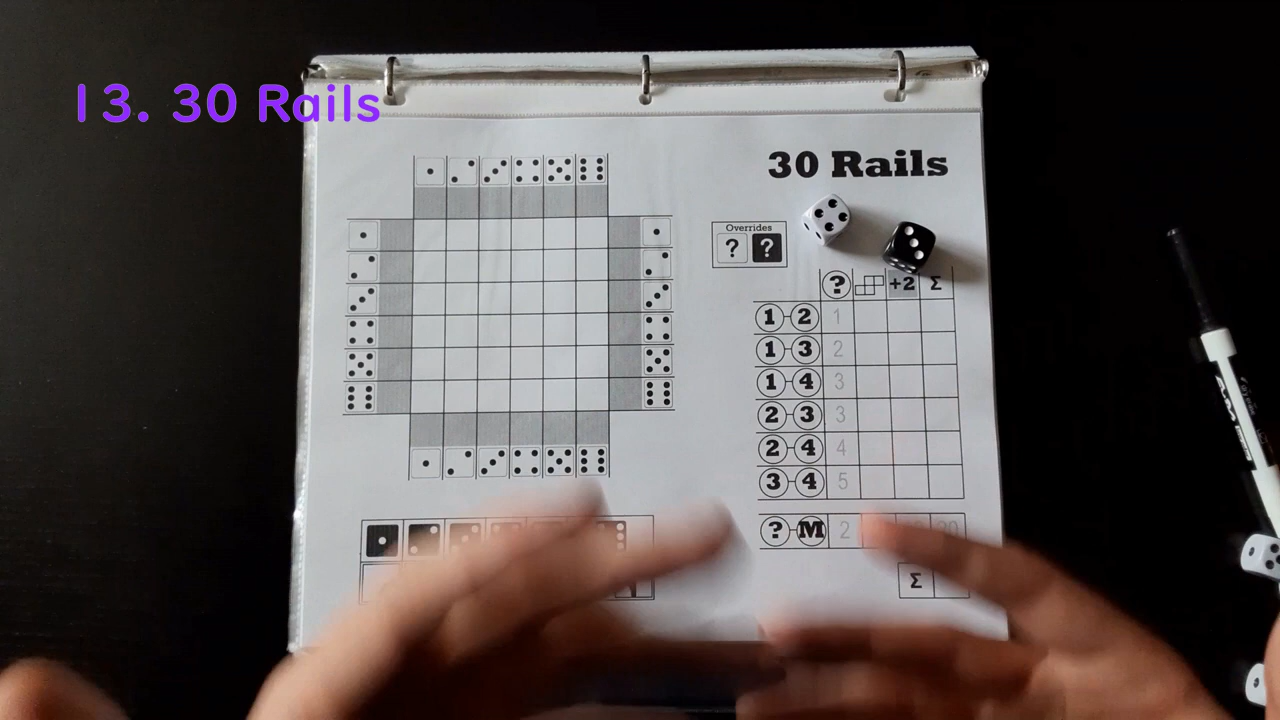 13. 30 Rails
30 Rails
Overrides
? ?
? +2 Σ
1 2 1
1 3 2
1 4 3
2 3 3
2 4 4
3 4 5
? M 2
Σ